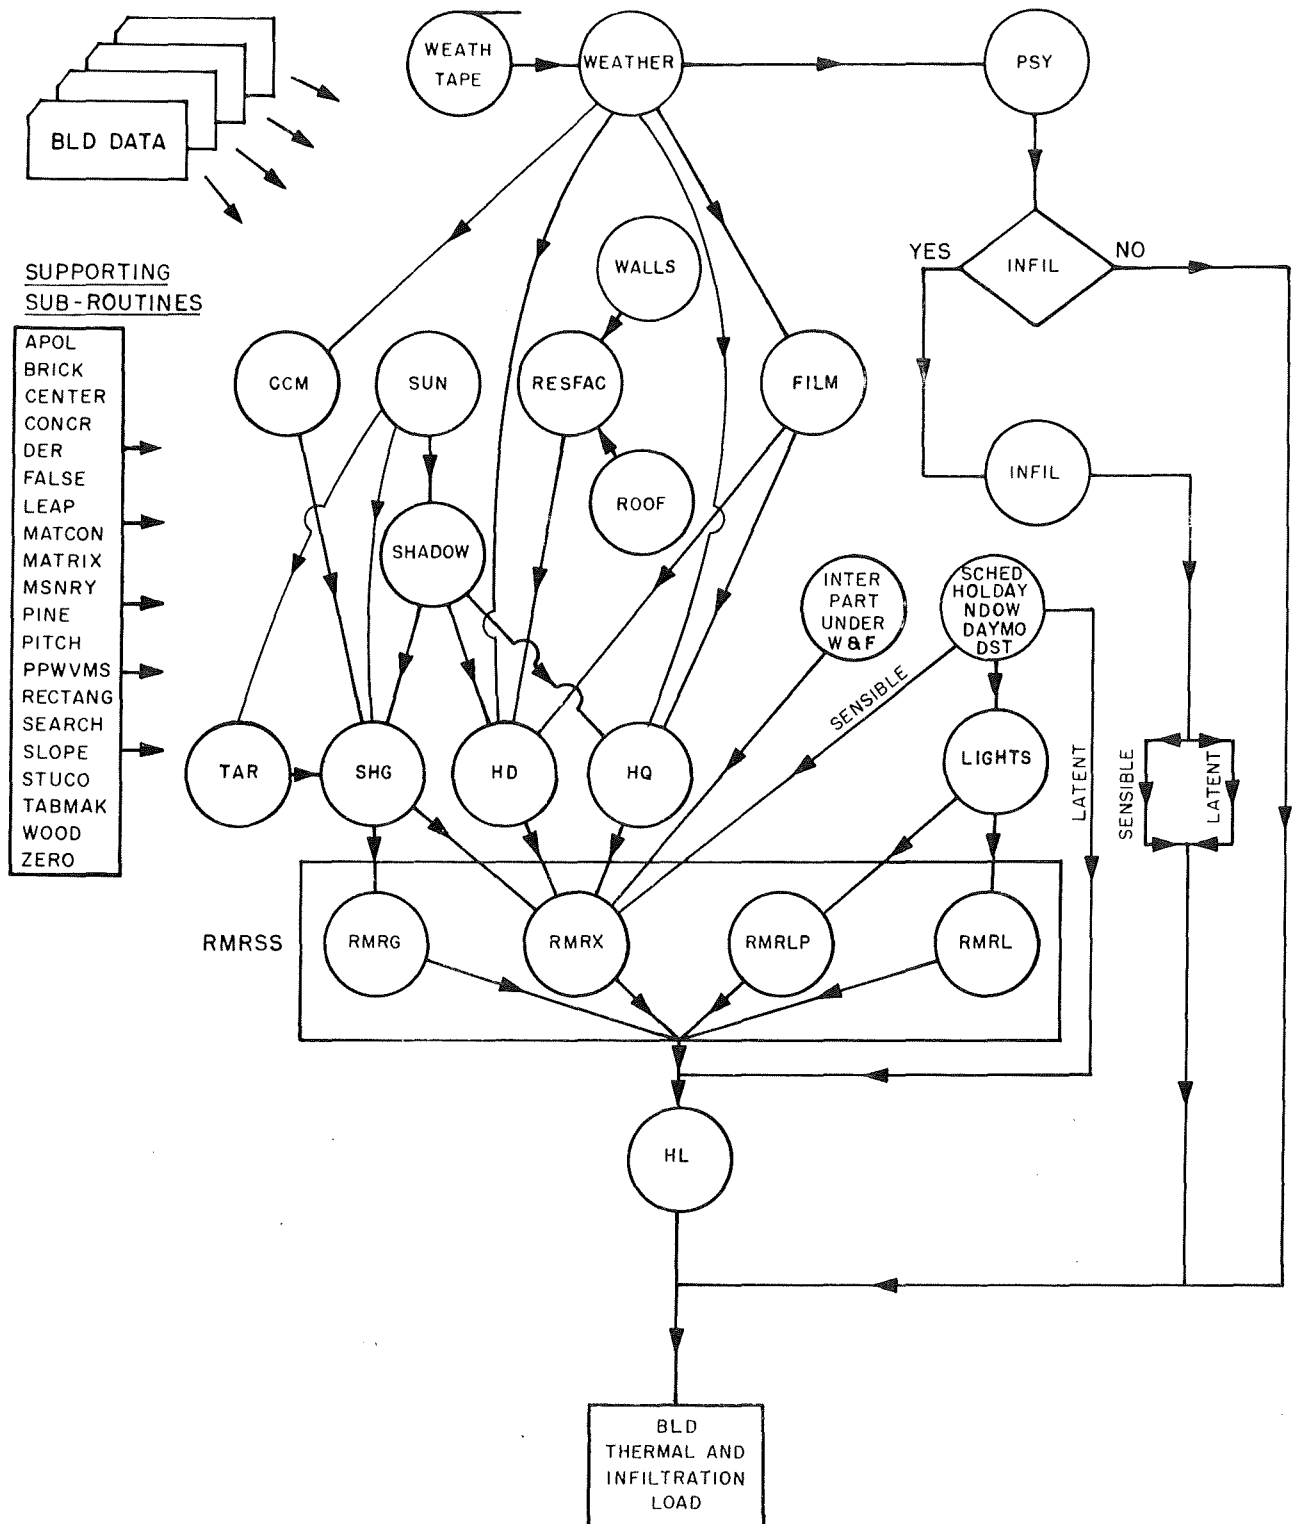 BLD DATA
WEATH
TAPE
WEATHER
PSY
YES
INFIL
NO
SUPPORTING
SUB-ROUTINES
APOL
BRICK
CENTER
CONCR
DER
FALSE
LEAP
MATCON
MATRIX
MSNRY
PINE
PITCH
PPWVMS
RECTANG
SEARCH
SLOPE
STUCO
TABMAK
WOOD
ZERO
WALLS
CCM
SUN
RESFAC
FILM
ROOF
INFIL
SHADOW
INTER
PART
UNDER
W & F
SCHED
HOLDAY
NDOW
DAYMO
DST
SENSIBLE
LATENT
SENSIBLE
LATENT
TAR
SHG
HD
HQ
LIGHTS
RMRSS
RMRG
RMRX
RMRLP
RMRL
HL
BLD
THERMAL AND
INFILTRATION
LOAD